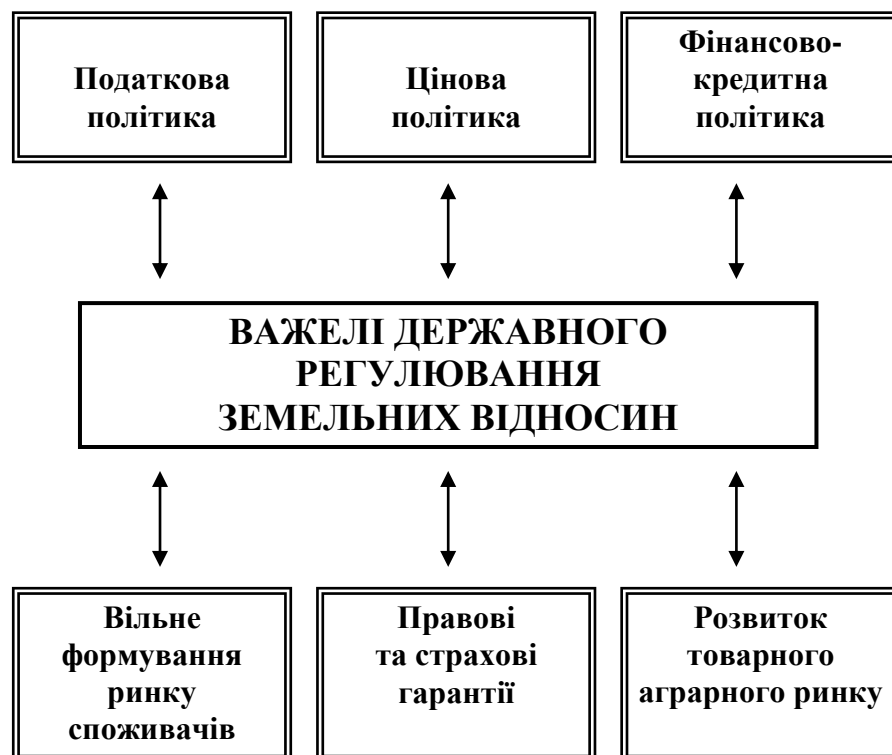 Податкова
політика
Цінова
політика
Фінансово-
кредитна
політика
ВАЖЕЛІ ДЕРЖАВНОГО
РЕГУЛЮВАННЯ
ЗЕМЕЛЬНИХ ВІДНОСИН
Вільне
формування
ринку
споживачів
Правові
та страхові
гарантії
Розвиток
товарного
аграрного ринку